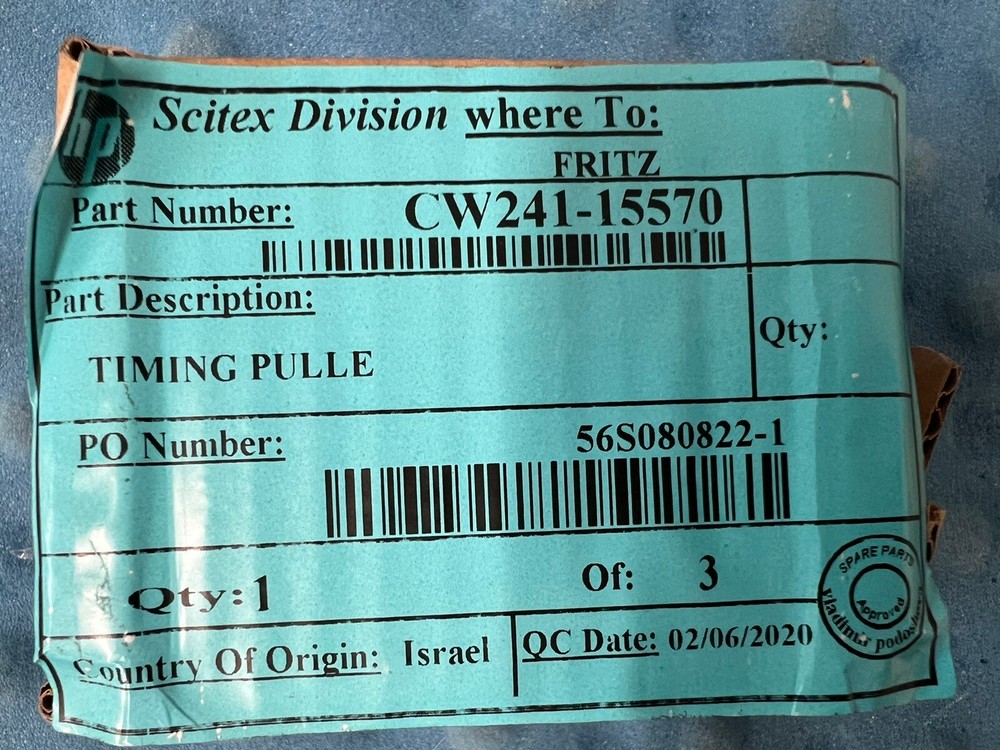 hp
Scitex Division where To:
FRITZ
Part Number: CW241-15570
Part Description:
TIMING PULLE
Qty:
PO Number: 56S080822-1
Qty:1 Of: 3
Country Of Origin: Israel
QC Date: 02/06/2020
SPARE PARTS
Approved
vladimir